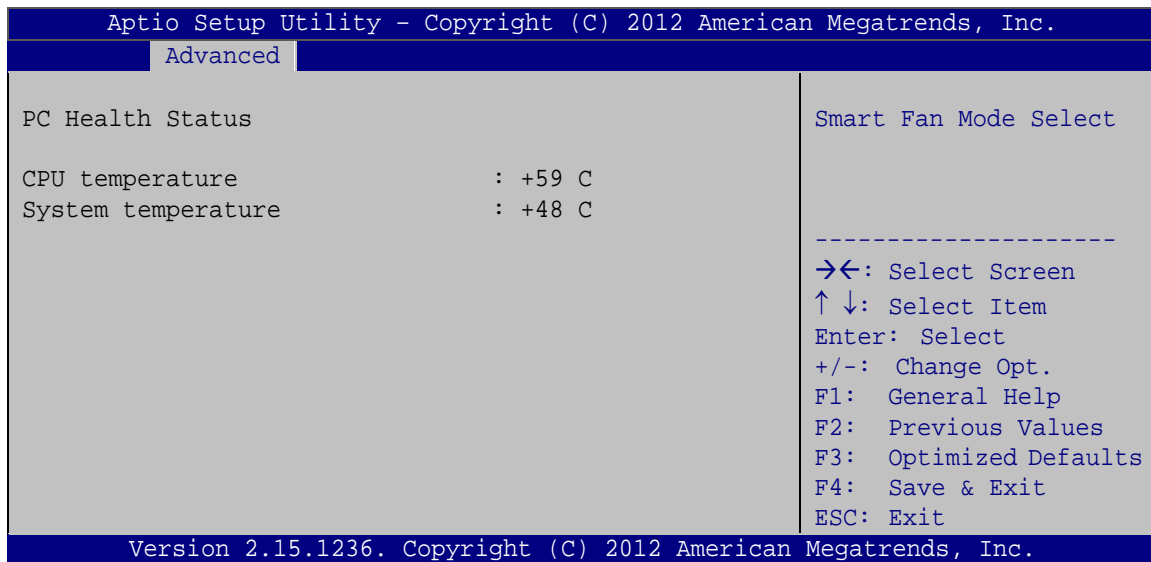 Aptio Setup Utility – Copyright (C) 2012 American Megatrends, Inc.
Advanced
PC Health Status
CPU temperature : +59 C
System temperature : +48 C
Smart Fan Mode Select
---------------------
→←: Select Screen
↑ ↓: Select Item
Enter: Select
+/-: Change Opt.
F1: General Help
F2: Previous Values
F3: Optimized Defaults
F4: Save & Exit
ESC: Exit
Version 2.15.1236. Copyright (C) 2012 American Megatrends, Inc.